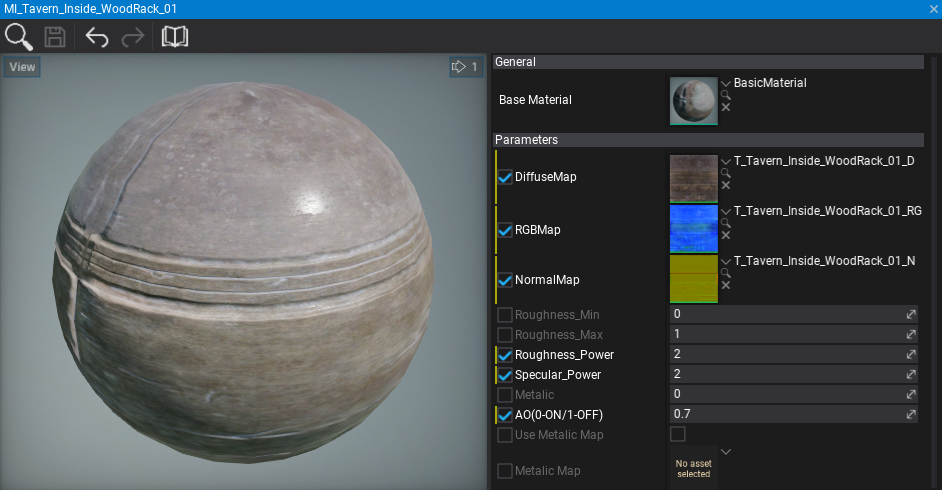 MI_Tavern_Inside_WoodRack_01
View
1
General
Base Material
BasicMaterial
Parameters
DiffuseMap
T_Tavern_Inside_WoodRack_01_D
RGBMap
T_Tavern_Inside_WoodRack_01_RG
NormalMap
T_Tavern_Inside_WoodRack_01_N
Roughness_Min
0
Roughness_Max
1
Roughness_Power
2
Specular_Power
2
Metalic
0
AO(0-ON/1-OFF)
0.7
Use Metalic Map
Metalic Map
No asset
selected